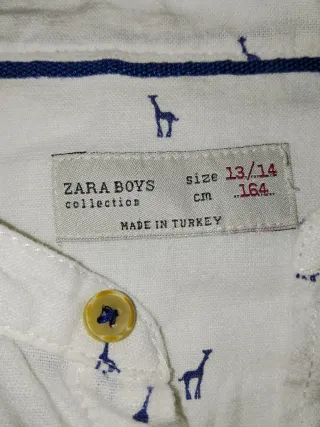 ZARA BOYS
collection
size 13/14
cm 164
MADE IN TURKEY